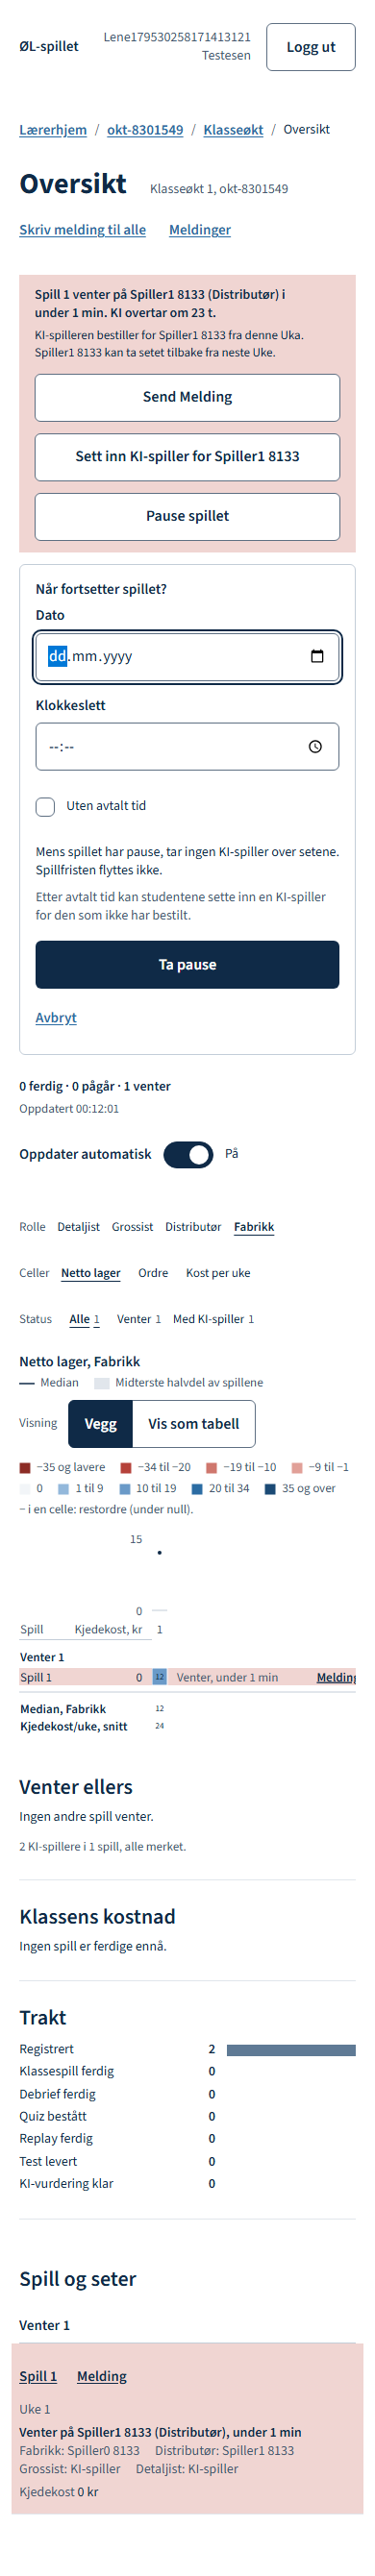 ØL-spillet
Lene179530258171413121
Testesen
Logg ut
Lærerhjem / okt-8301549 / Klasseøkt / Oversikt
Oversikt Klasseøkt 1, okt-8301549
Skriv melding til alle Meldinger
Spill 1 venter på Spiller1 8133 (Distributør) i
under 1 min. KI overtar om 23 t.
KI-spilleren bestiller for Spiller1 8133 fra denne Uka.
Spiller1 8133 kan ta setet tilbake fra neste Uke.
Send Melding
Sett inn KI-spiller for Spiller1 8133
Pause spillet
Når fortsetter spillet?
Dato
dd.mm.yyyy
Klokkeslett
--:--
Uten avtalt tid
Mens spillet har pause, tar ingen KI-spiller over setene.
Spillfristen flyttes ikke.
Etter avtalt tid kan studentene sette inn en KI-spiller
for den som ikke har bestilt.
Ta pause
Avbryt
0 ferdig · 0 pågår · 1 venter
Oppdatert 00:12:01
Oppdater automatisk På
Rolle Detaljist Grossist Distributør Fabrikk
Celler Netto lager Ordre Kost per uke
Status Alle 1 Venter 1 Med KI-spiller 1
Netto lager, Fabrikk
Median Midterste halvdel av spillene
Visning Vegg Vis som tabell
−35 og lavere −34 til −20 −19 til −10 −9 til −1
0 1 til 9 10 til 19 20 til 34 35 og over
− i en celle: restordre (under null).
15
0
Spill Kjedekost, kr 1
Venter 1
Spill 1 0 12 Venter, under 1 min Melding
Median, Fabrikk 12
Kjedekost/uke, snitt 24
Venter ellers
Ingen andre spill venter.
2 KI-spillere i 1 spill, alle merket.
Klassens kostnad
Ingen spill er ferdige ennå.
Trakt
Registrert 2
Klassespill ferdig 0
Debrief ferdig 0
Quiz bestått 0
Replay ferdig 0
Test levert 0
KI-vurdering klar 0
Spill og seter
Venter 1
Spill 1 Melding
Uke 1
Venter på Spiller1 8133 (Distributør), under 1 min
Fabrikk: Spiller0 8133 Distributør: Spiller1 8133
Grossist: KI-spiller Detaljist: KI-spiller
Kjedekost 0 kr